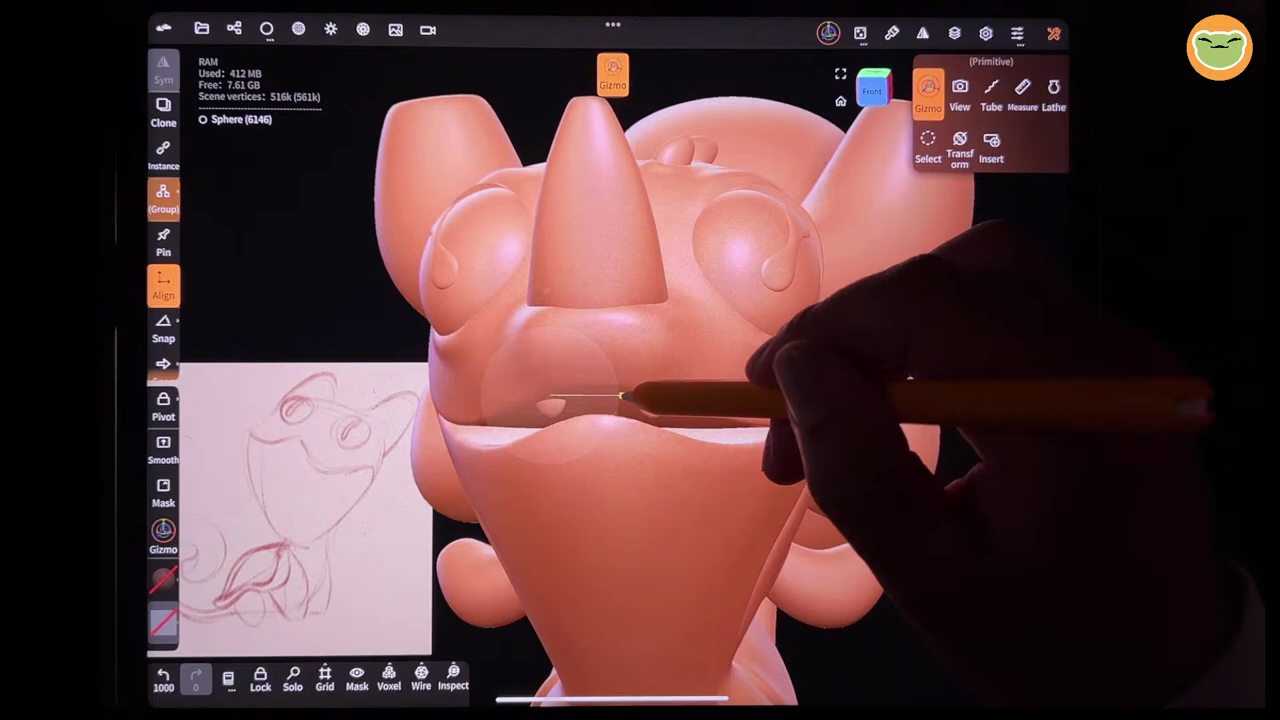 RAM
Used: 412 MB
Free: 7.61 GB
Scene vertices: 516k (561k)
Sphere (6146)
Gizmo
Front
(Primitive)
Gizmo
View
Tube
Measure
Lathe
Select
Transf
orm
Insert
Sym
Clone
Instance
(Group)
Pin
Align
Snap
Pivot
Smooth
Mask
Gizmo
1000
0
Lock
Solo
Grid
Mask
Voxel
Wire
Inspect